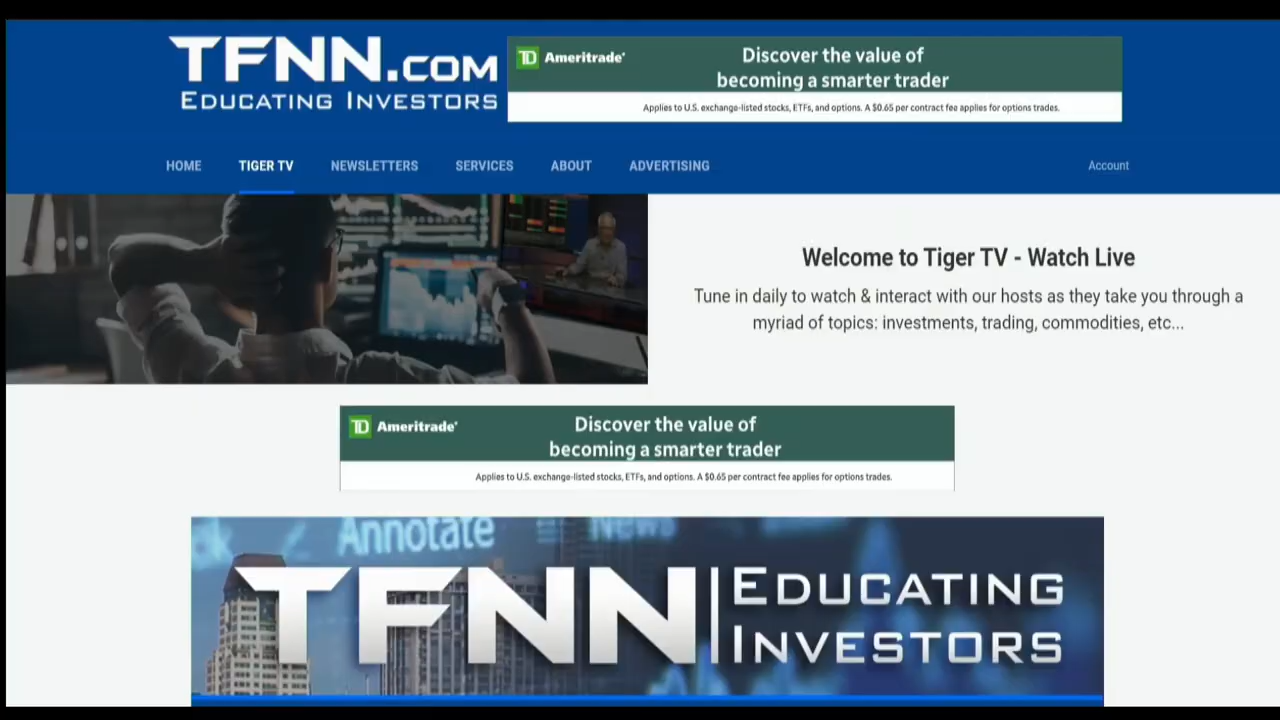 TFNN.COM
EDUCATING INVESTORS
TD Ameritrade
Discover the value of
becoming a smarter trader
Applies to U.S. exchange-listed stocks, ETFs, and options. A $0.65 per contract fee applies for options trades.
HOME TIGER TV NEWSLETTERS SERVICES ABOUT ADVERTISING Account
Welcome to Tiger TV - Watch Live
Tune in daily to watch & interact with our hosts as they take you through a
myriad of topics: investments, trading, commodities, etc...
TD Ameritrade
Discover the value of
becoming a smarter trader
Applies to U.S. exchange-listed stocks, ETFs, and options. A $0.65 per contract fee applies for options trades.
Annotate News
TFNN EDUCATING
INVESTORS